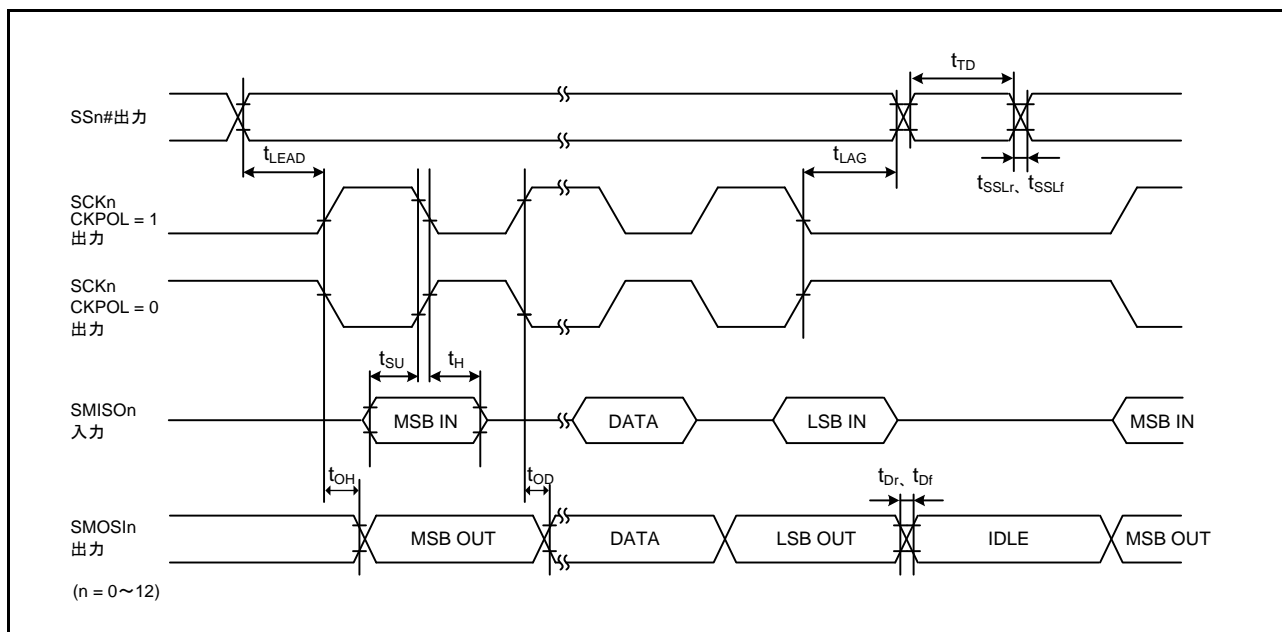 t_TD
SSn#出力
t_LEAD
t_LAG
t_SSLr、t_SSLf
SCKn
CKPOL = 1
出力
SCKn
CKPOL = 0
出力
t_SU
t_H
SMISOn
入力
MSB IN
DATA
LSB IN
MSB IN
t_OH
t_OD
t_Dr、t_Df
SMOSIn
出力
MSB OUT
DATA
LSB OUT
IDLE
MSB OUT
(n = 0～12)